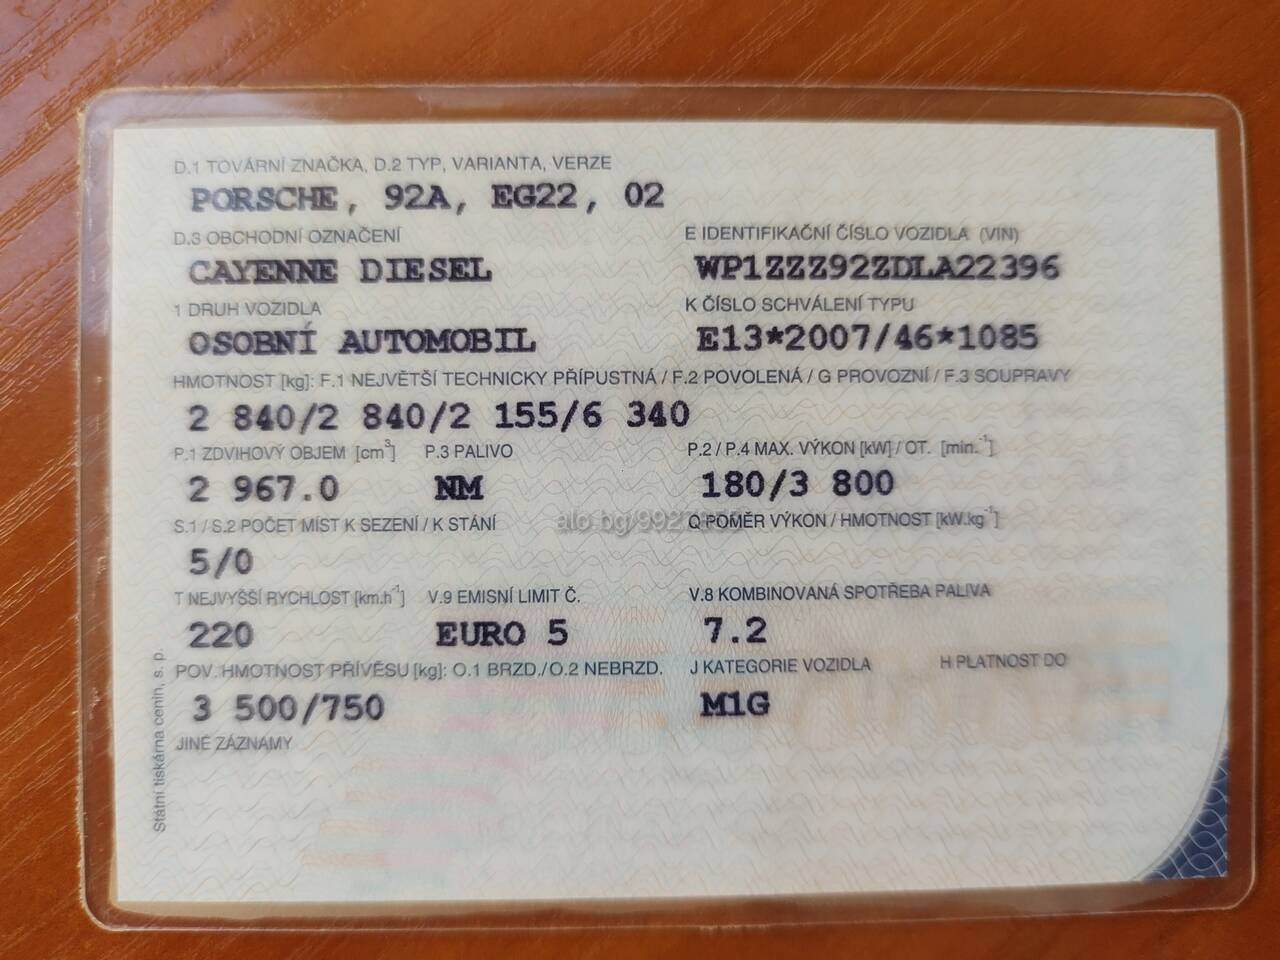 D.1 TOVÁRNÍ ZNAČKA, D.2 TYP, VARIANTA, VERZE
PORSCHE, 92A, EG22, 02
D.3 OBCHODNÍ OZNAČENÍ E IDENTIFIKAČNÍ ČÍSLO VOZIDLA (VIN)
CAYENNE DIESEL WP1ZZZ92ZDLA22396
1 DRUH VOZIDLA K ČÍSLO SCHVÁLENÍ TYPU
OSOBNÍ AUTOMOBIL E13*2007/46*1085
HMOTNOST [kg]: F.1 NEJVĚTŠÍ TECHNICKY PŘÍPUSTNÁ / F.2 POVOLENÁ / G PROVOZNÍ / F.3 SOUPRAVY
2 840/2 840/2 155/6 340
P.1 ZDVIHOVÝ OBJEM [cm³] P.3 PALIVO P.2 / P.4 MAX. VÝKON [kW] / OT. [min.⁻¹]
2 967.0 NM 180/3 800
S.1 / S.2 POČET MÍST K SEZENÍ / K STÁNÍ Q POMĚR VÝKON / HMOTNOST [kW.kg⁻¹]
5/0
T NEJVYŠŠÍ RYCHLOST [km.h⁻¹] V.9 EMISNÍ LIMIT Č. V.8 KOMBINOVANÁ SPOTŘEBA PALIVA
220 EURO 5 7.2
POV. HMOTNOST PŘÍVĚSU [kg]: O.1 BRZD./O.2 NEBRZD. J KATEGORIE VOZIDLA H PLATNOST DO
3 500/750 M1G
JINÉ ZÁZNAMY
Státní tiskárna cenin, s. p.